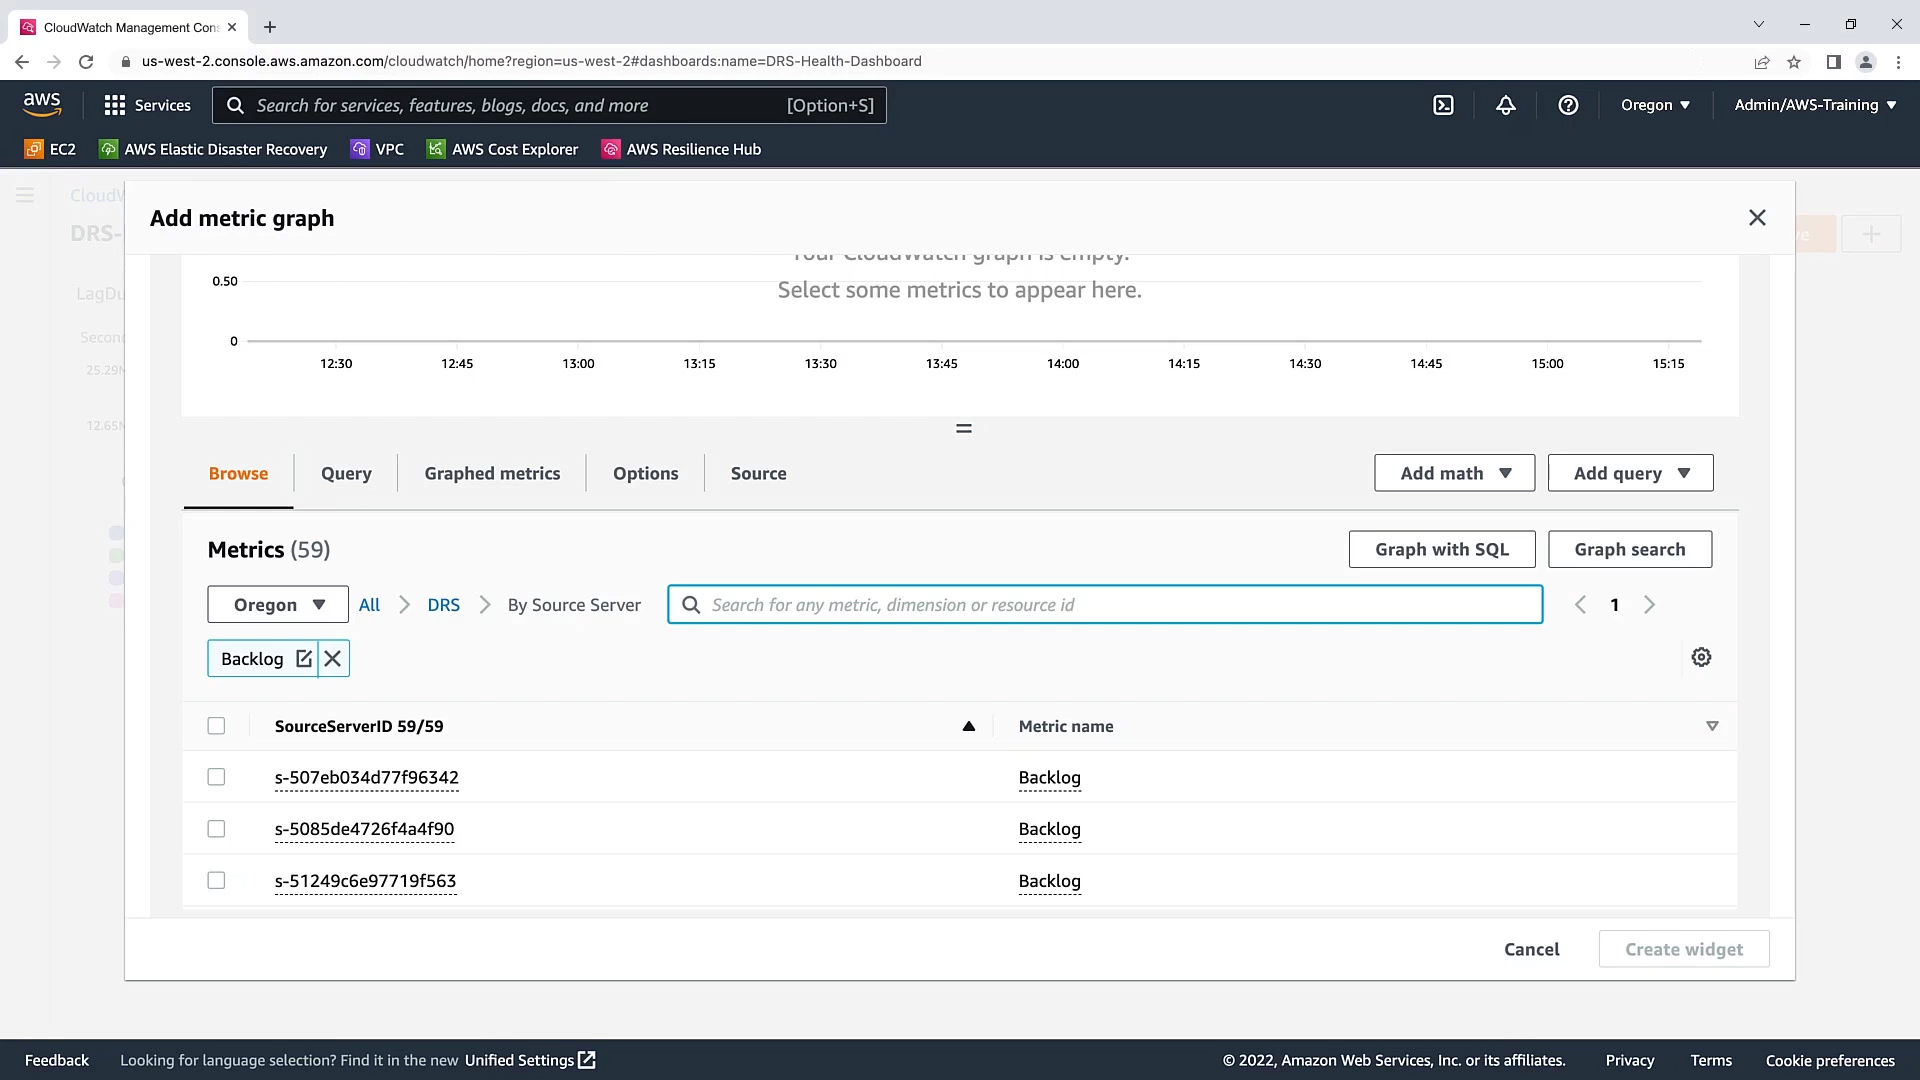 CloudWatch Management Con
us-west-2.console.aws.amazon.com/cloudwatch/home?region=us-west-2#dashboards:name=DRS-Health-Dashboard
aws
Services
Search for services, features, blogs, docs, and more
[Option+S]
Oregon
Admin/AWS-Training
EC2
AWS Elastic Disaster Recovery
VPC
AWS Cost Explorer
AWS Resilience Hub
CloudW
DRS-
LagDu
Second
25.29M
12.65M
Add metric graph
Your CloudWatch graph is empty.
Select some metrics to appear here.
0.50
0
12:30 12:45 13:00 13:15 13:30 13:45 14:00 14:15 14:30 14:45 15:00 15:15
Browse
Query
Graphed metrics
Options
Source
Add math
Add query
Metrics (59)
Graph with SQL
Graph search
Oregon
All
DRS
By Source Server
Search for any metric, dimension or resource id
1
Backlog
SourceServerID 59/59
Metric name
s-507eb034d77f96342
Backlog
s-5085de4726f4a4f90
Backlog
s-51249c6e97719f563
Backlog
Cancel
Create widget
Feedback
Looking for language selection? Find it in the new Unified Settings
© 2022, Amazon Web Services, Inc. or its affiliates.
Privacy
Terms
Cookie preferences